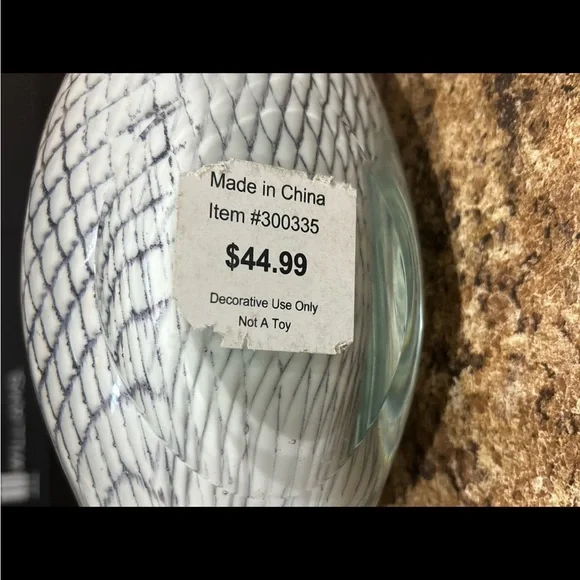 Made in China
Item #300335
$44.99
Decorative Use Only
Not A Toy